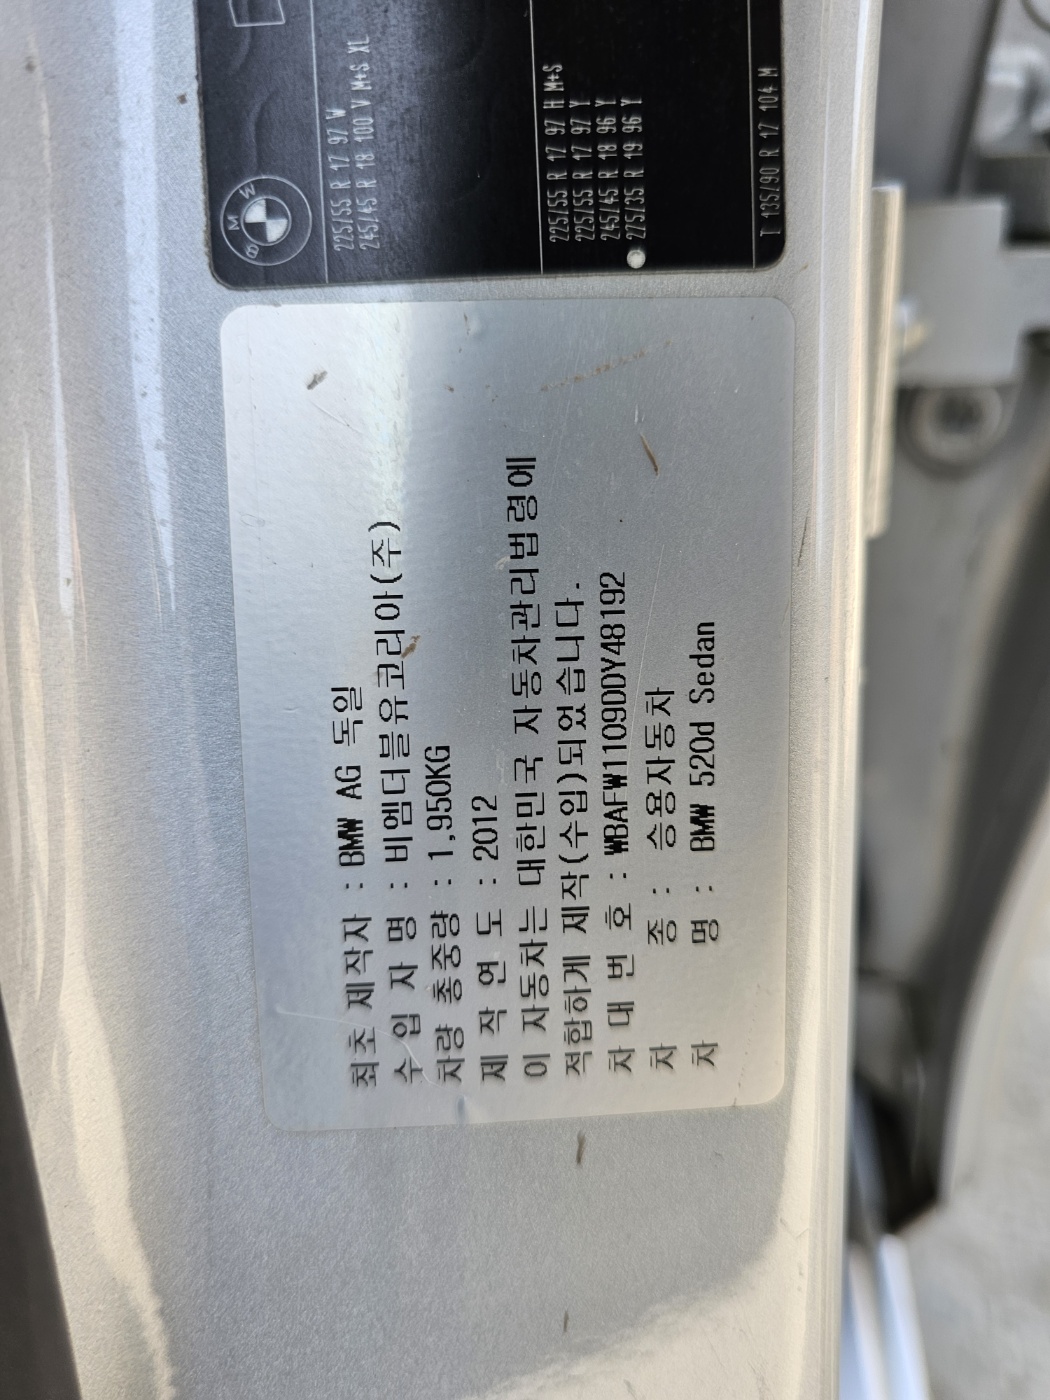 BMW
225/55 R 17 97 W
245/45 R 18 100 V M+S XL
225/55 R 17 97 H M+S
225/55 R 17 97 Y
245/45 R 18 96 Y
275/35 R 19 96 Y
T 135/90 R 17 104 M
최초 제작자 : BMW AG 독일
수 입 자 명 : 비엠더블유코리아(주)
차량 총중량 : 1,950KG
제 작 연 도 : 2012
이 자동차는 대한민국 자동차관리법령에
적합하게 제작(수입)되었습니다.
차 대 번 호 : WBAFW1109DDY48192
차 종 : 승용자동차
차 명 : BMW 520d Sedan